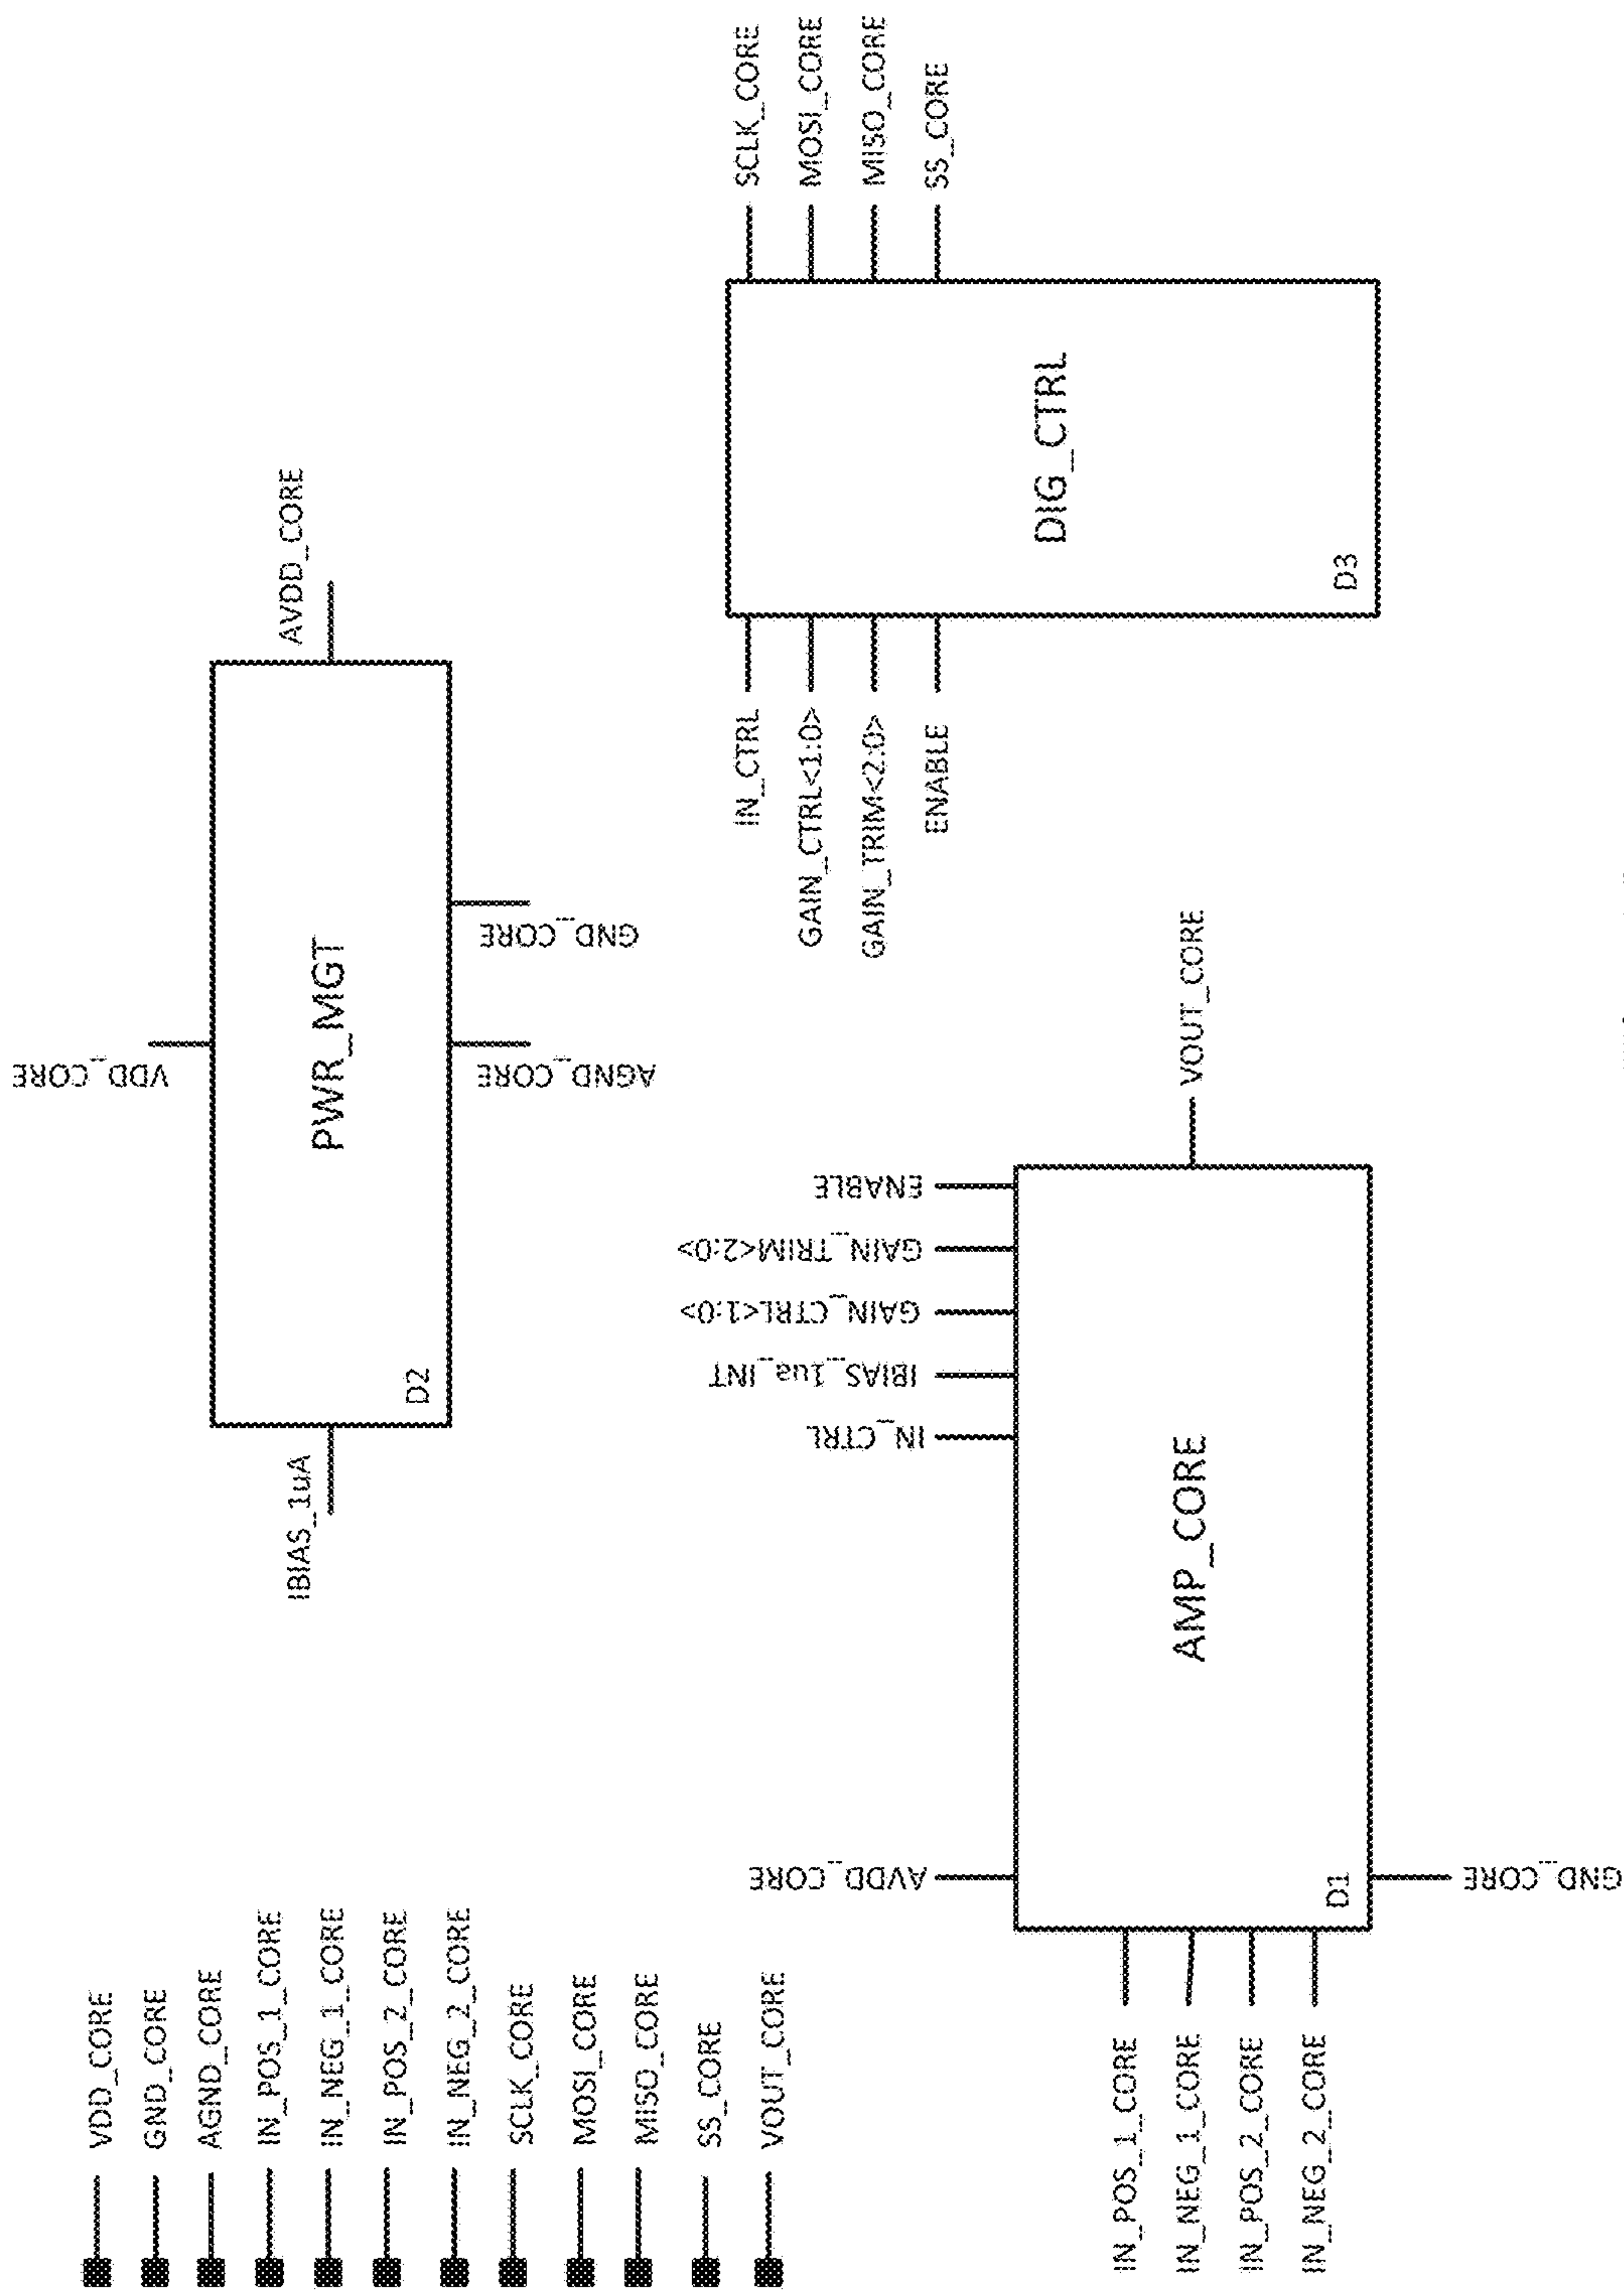 VDD_CORE
GND_CORE
AGND_CORE
IN_POS_1_CORE
IN_NEG_1_CORE
IN_POS_2_CORE
IN_NEG_2_CORE
SCLK_CORE
MOSI_CORE
MISO_CORE
SS_CORE
VOUT_CORE
VDD_CORE
IBIAS_1uA
PWR_MGT
D2
AVDD_CORE
AGND_CORE
GND_CORE
AVDD_CORE
IN_CTRL
IBIAS_1ua_INT
GAIN_CTRL<1:0>
GAIN_TRIM<2:0>
ENABLE
IN_POS_1_CORE
IN_NEG_1_CORE
IN_POS_2_CORE
IN_NEG_2_CORE
AMP_CORE
D1
VOUT_CORE
GND_CORE
IN_CTRL
GAIN_CTRL<1:0>
GAIN_TRIM<2:0>
ENABLE
DIG_CTRL
D3
SCLK_CORE
MOSI_CORE
MISO_CORE
SS_CORE